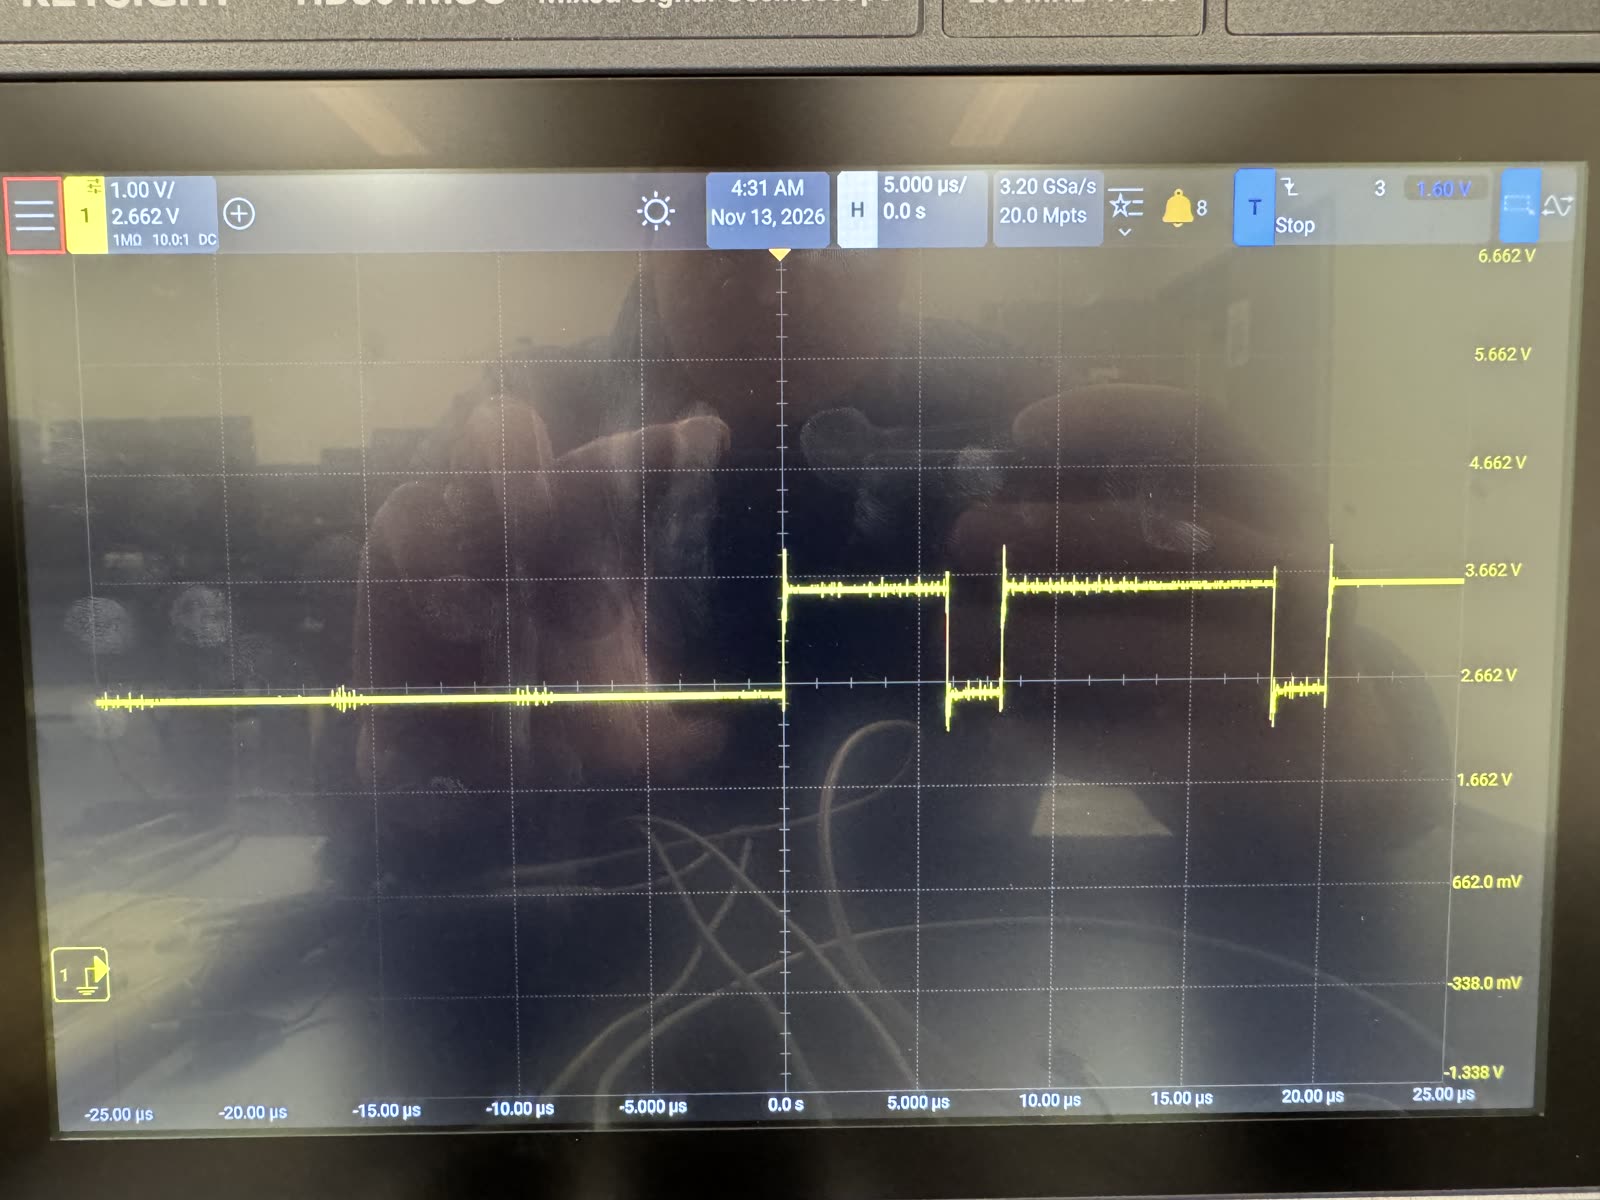 1 1.00 V/
2.662 V
1MΩ 10.0:1 DC
4:31 AM
Nov 13, 2026
H 5.000 µs/
0.0 s
3.20 GSa/s
20.0 Mpts
8
T 3 1.60 V
Stop
6.662 V
5.662 V
4.662 V
3.662 V
2.662 V
1.662 V
662.0 mV
-338.0 mV
-1.338 V
1
-25.00 µs -20.00 µs -15.00 µs -10.00 µs -5.000 µs 0.0 s 5.000 µs 10.00 µs 15.00 µs 20.00 µs 25.00 µs